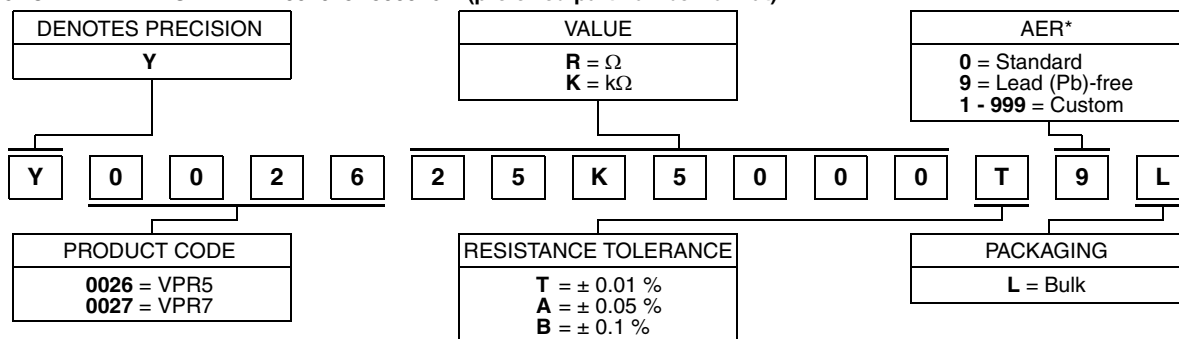 DENOTES PRECISION
Y
VALUE
R = Ω
K = kΩ
AER*
0 = Standard
9 = Lead (Pb)-free
1 - 999 = Custom
Y 0 0 2 6 2 5 K 5 0 0 0 T 9 L
PRODUCT CODE
0026 = VPR5
0027 = VPR7
RESISTANCE TOLERANCE
T = ± 0.01 %
A = ± 0.05 %
B = ± 0.1 %
PACKAGING
L = Bulk